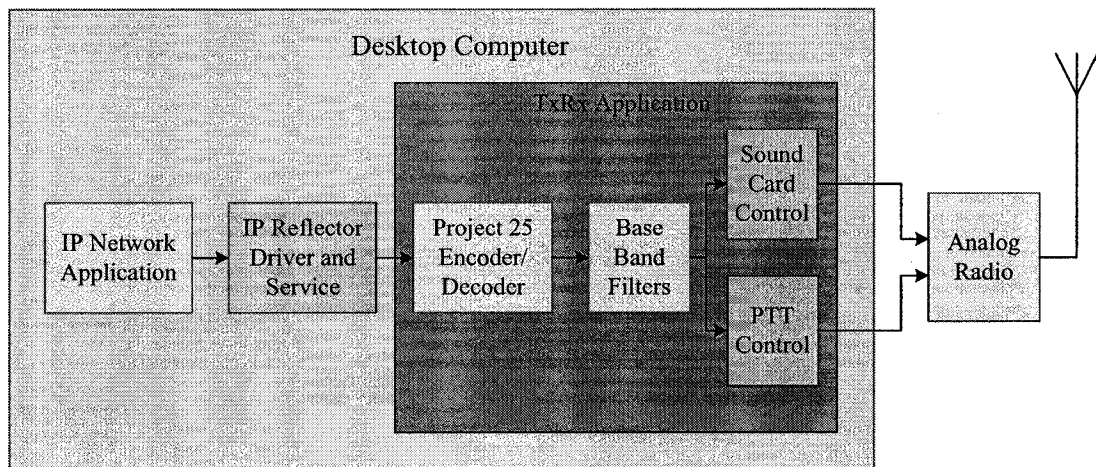 Desktop Computer
TxRx Application
IP Network
Application
IP Reflector
Driver and
Service
Project 25
Encoder/
Decoder
Base
Band
Filters
Sound
Card
Control
PTT
Control
Analog
Radio